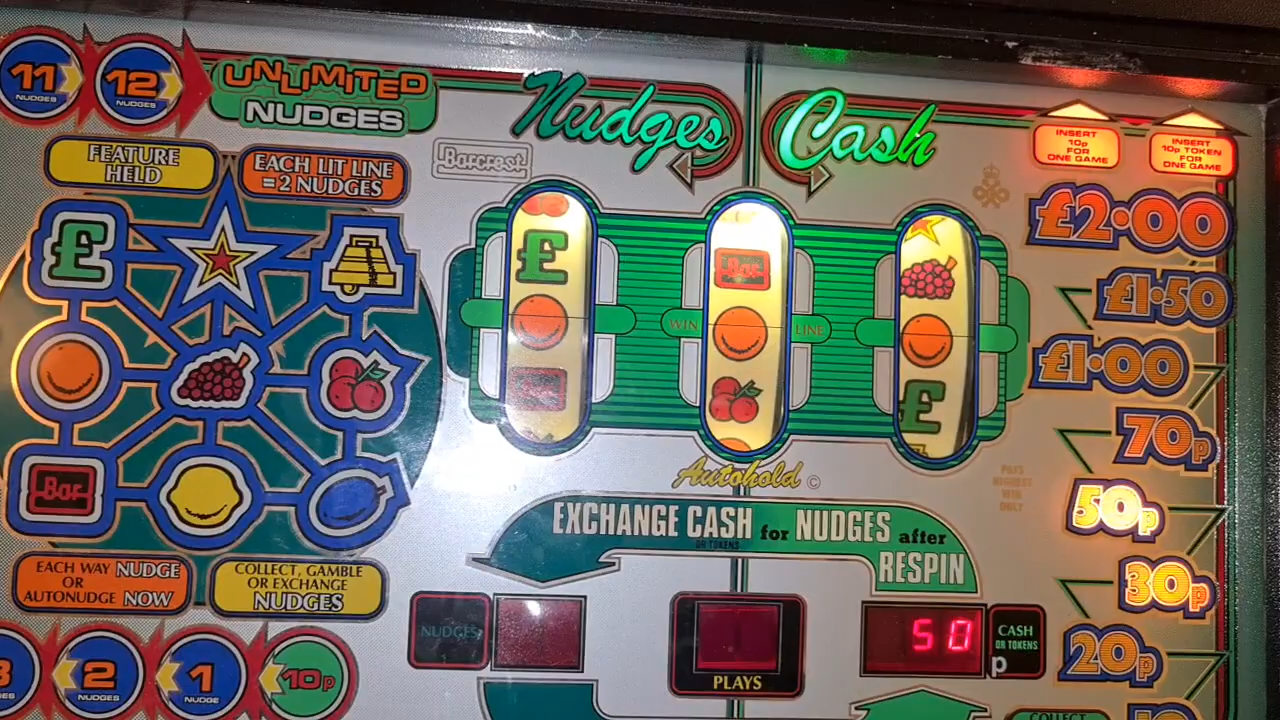 11
NUDGES
12
NUDGES
UNLIMITED
NUDGES
Nudges
Cash
INSERT
10p
FOR
ONE GAME
INSERT
10p TOKEN
FOR
ONE GAME
FEATURE
HELD
EACH LIT LINE
=2 NUDGES
Barcrest
£2·00
£
£
Bar
£1·50
WIN
LINE
£1·00
£
70p
Autohold ©
PAYS
HIGHEST
WIN
ONLY
Bar
50p
EXCHANGE CASH for NUDGES after
OR TOKENS
RESPIN
EACH WAY NUDGE
OR
AUTONUDGE NOW
COLLECT, GAMBLE
OR EXCHANGE
NUDGES
30p
NUDGES
PLAYS
50
CASH
OR TOKENS
p
20p
3
2
NUDGES
1
NUDGE
10p
COLLECT